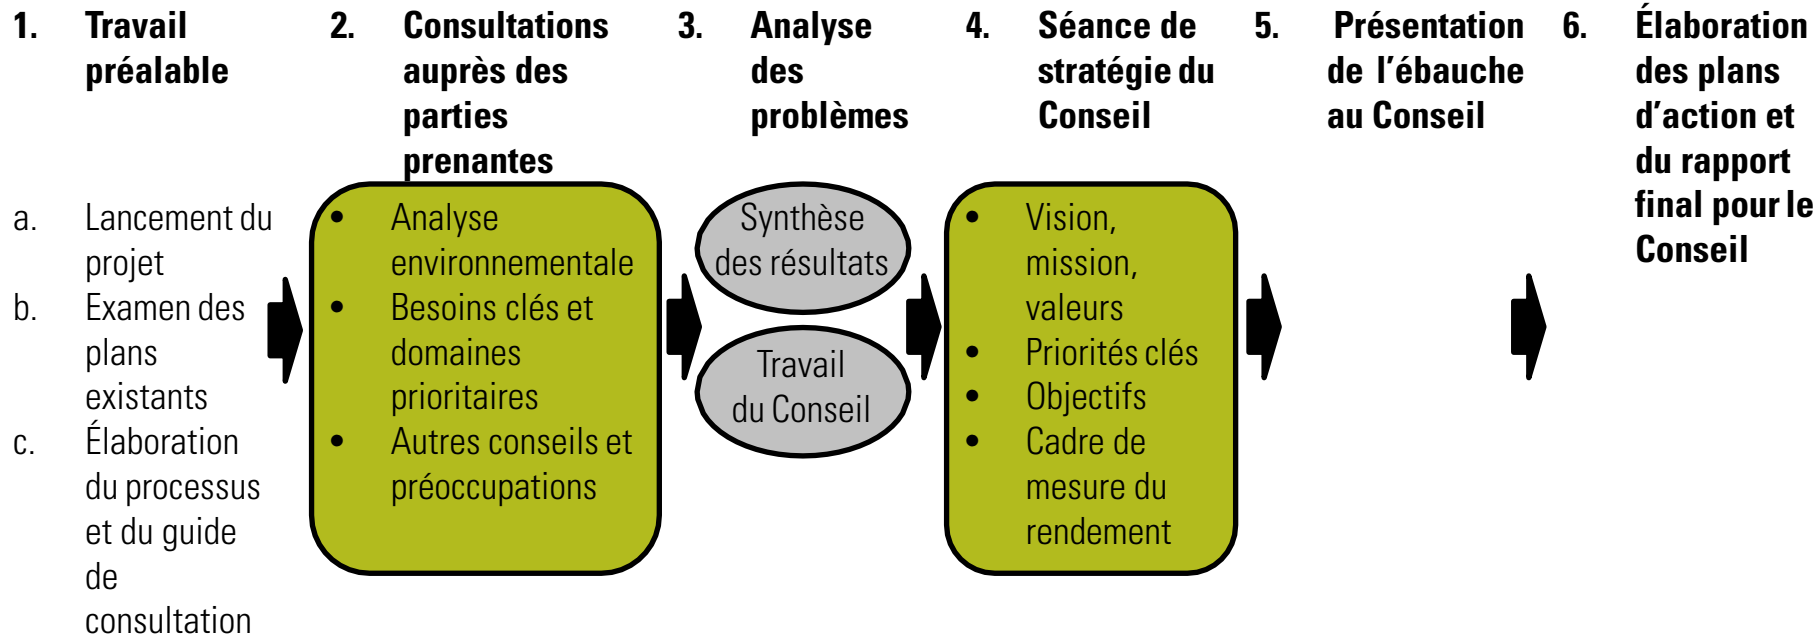 1. Travail
préalable
a. Lancement du
projet
b. Examen des
plans
existants
c. Élaboration
du processus
et du guide
de
consultation
2. Consultations
auprès des
parties
prenantes
• Analyse
environnementale
• Besoins clés et
domaines
prioritaires
• Autres conseils et
préoccupations
3. Analyse
des
problèmes
Synthèse
des résultats
Travail
du Conseil
4. Séance de
stratégie du
Conseil
• Vision,
mission,
valeurs
• Priorités clés
• Objectifs
• Cadre de
mesure du
rendement
5. Présentation
de l’ébauche
au Conseil
6. Élaboration
des plans
d’action et
du rapport
final pour le
Conseil